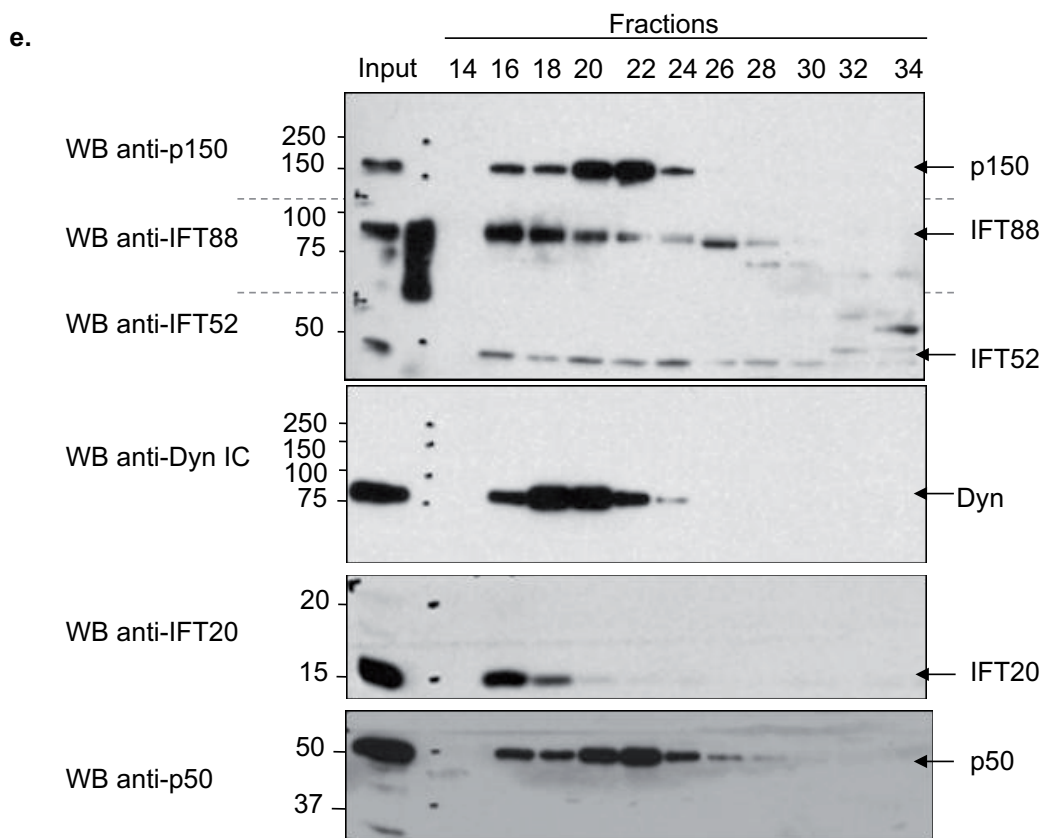 e.
Fractions
Input 14 16 18 20 22 24 26 28 30 32 34
250
WB anti-p150
150
p150
100
WB anti-IFT88
IFT88
75
WB anti-IFT52
50
IFT52
250
150
WB anti-Dyn IC
100
75
Dyn
20
WB anti-IFT20
15
IFT20
50
p50
WB anti-p50
37